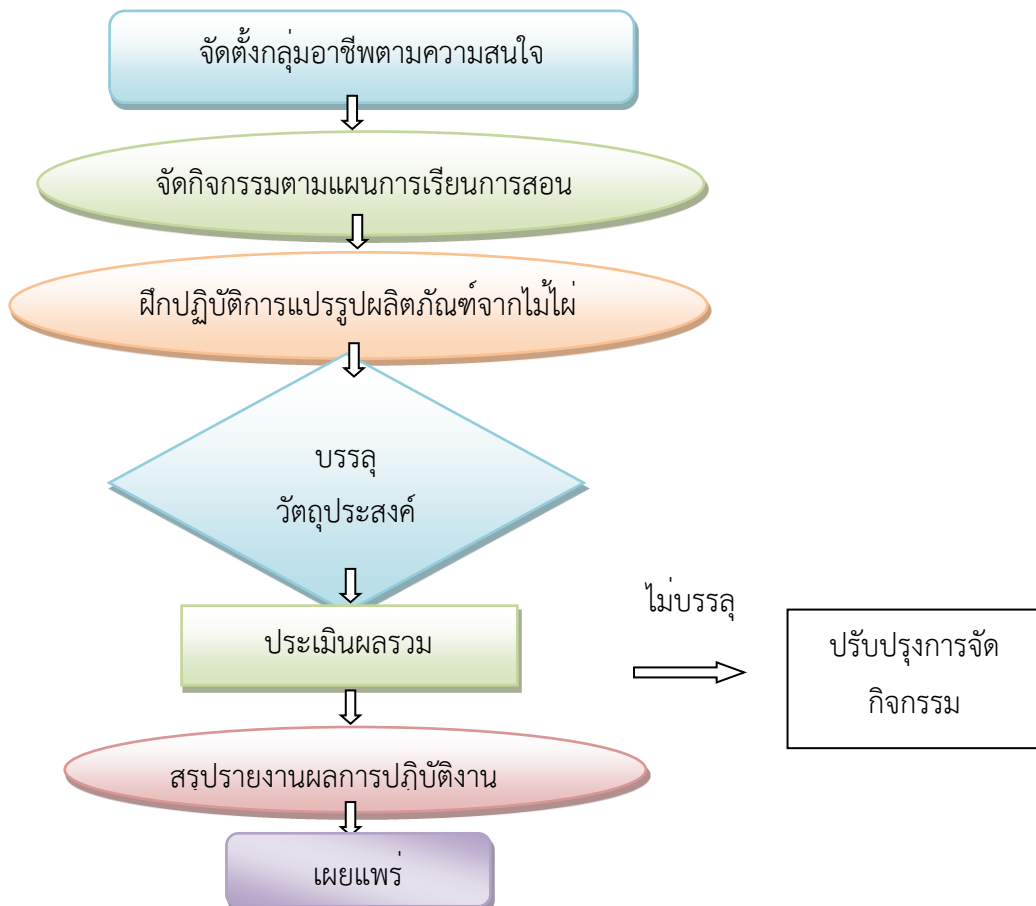 จัดตั้งกลุ่มอาชีพตามความสนใจ
จัดกิจกรรมตามแผนการเรียนการสอน
ฝึกปฏิบัติการแปรรูปผลิตภัณฑ์จากไม้ไผ่
บรรลุ
วัตถุประสงค์
ไม่บรรลุ
ประเมินผลรวม
ปรับปรุงการจัด
กิจกรรม
สรุปรายงานผลการปฏิบัติงาน
เผยแพร่